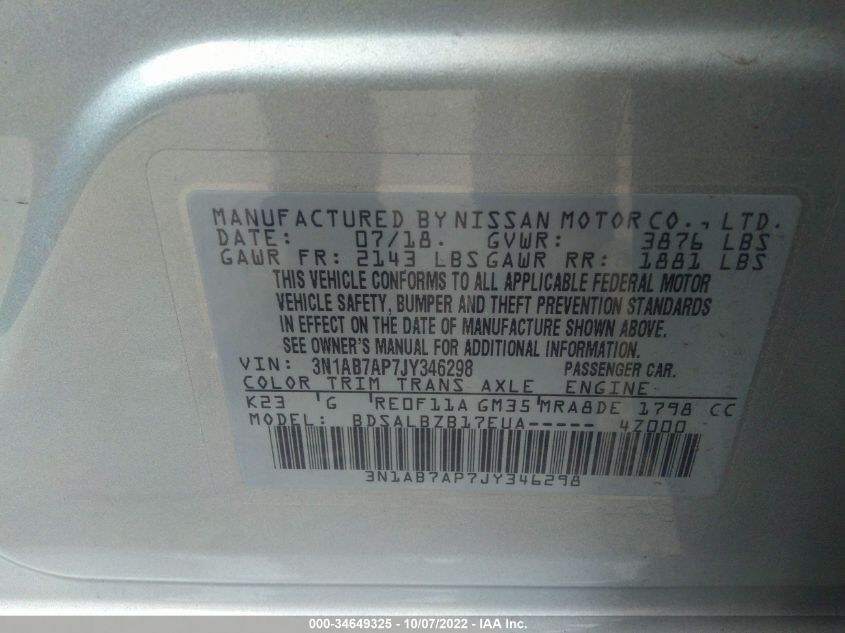 MANUFACTURED BY NISSAN MOTOR CO., LTD.
DATE: 07/18. GVWR: 3876 LBS
GAWR FR: 2143 LBS GAWR RR: 1881 LBS
THIS VEHICLE CONFORMS TO ALL APPLICABLE FEDERAL MOTOR
VEHICLE SAFETY, BUMPER AND THEFT PREVENTION STANDARDS
IN EFFECT ON THE DATE OF MANUFACTURE SHOWN ABOVE.
SEE OWNER'S MANUAL FOR ADDITIONAL INFORMATION.
VIN: 3N1AB7AP7JY346298 PASSENGER CAR.
COLOR TRIM TRANS AXLE ENGINE
K23 G RE0F11A GM35 MRA8DE 1798 CC
MODEL: BDSALBZB17EUA----- 4Z000
3N1AB7AP7JY346298
000-34649325 - 10/07/2022 - IAA Inc.